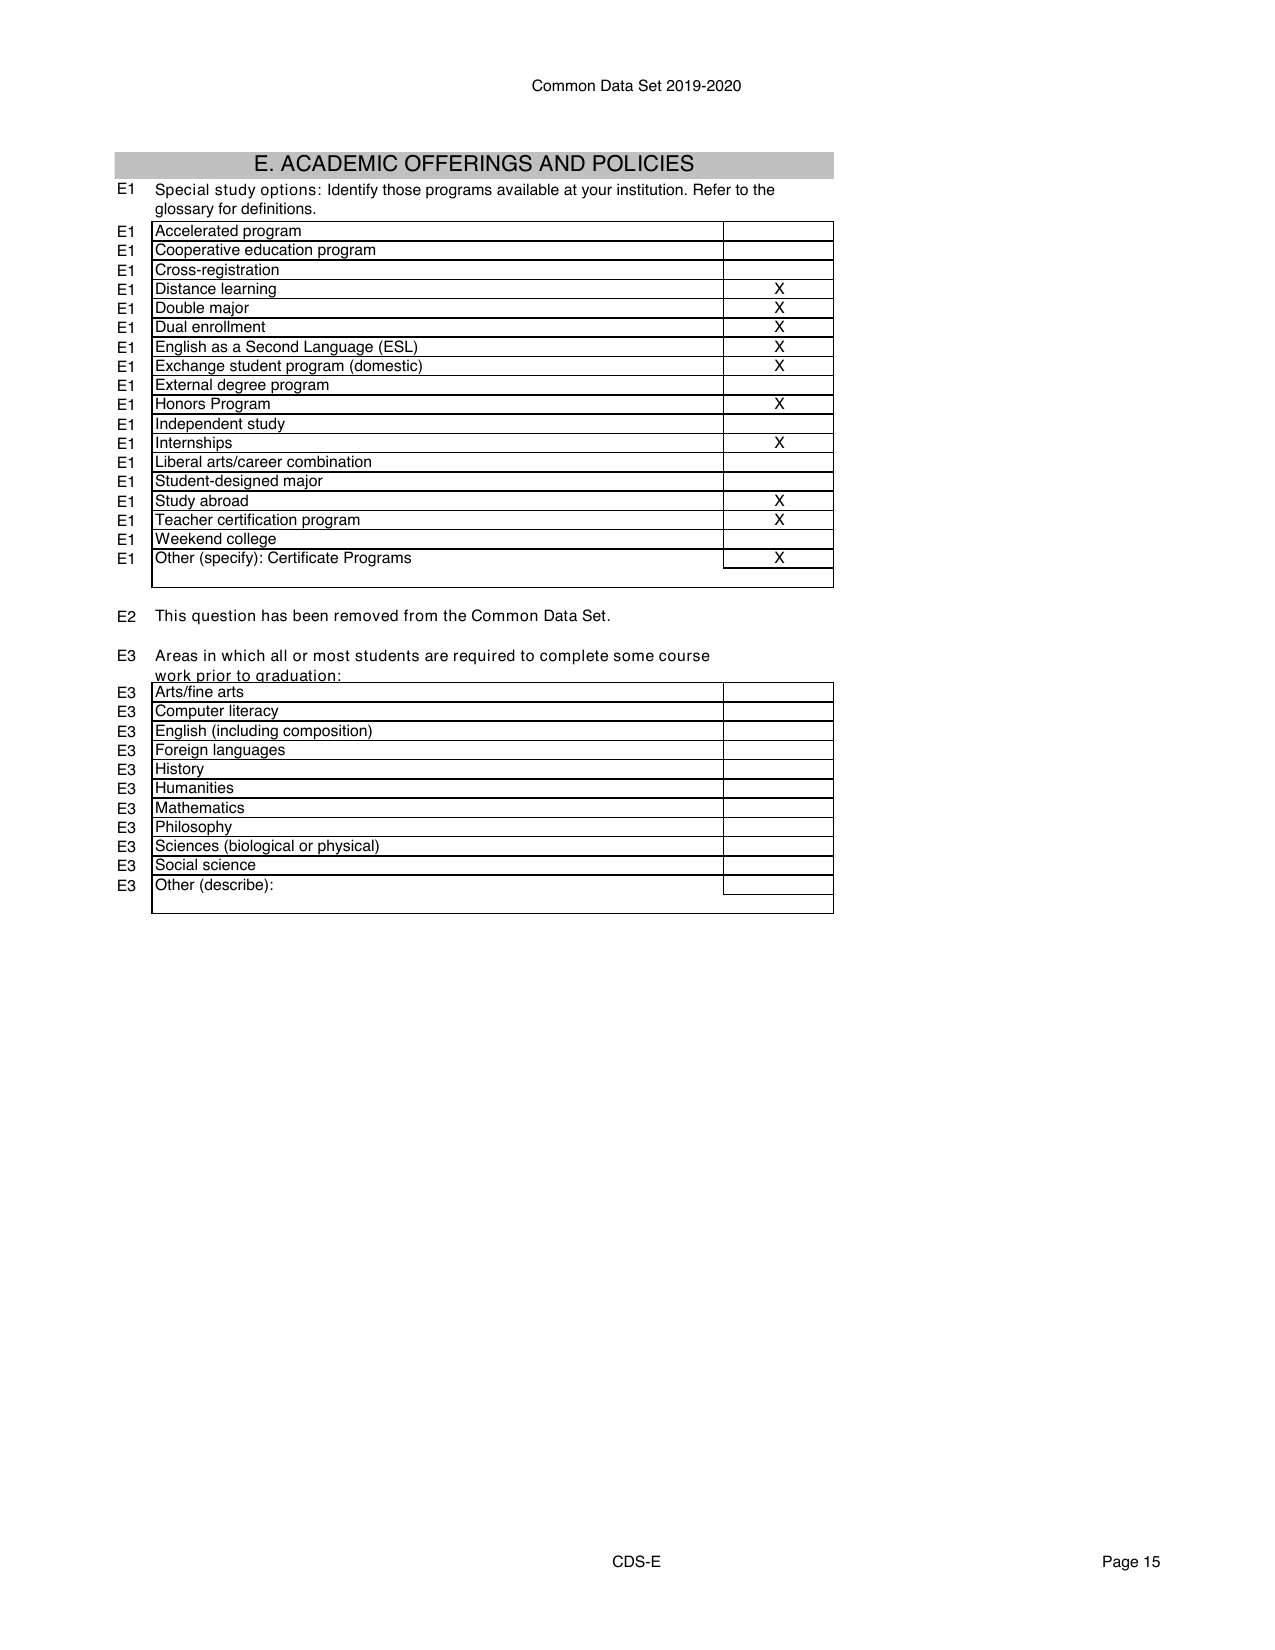 Common Data Set 2019-2020
E. ACADEMIC OFFERINGS AND POLICIES
E1 Special study options: Identify those programs available at your institution. Refer to the
glossary for definitions.
E1 Accelerated program
E1 Cooperative education program
E1 Cross-registration
E1 Distance learning X
E1 Double major X
E1 Dual enrollment X
E1 English as a Second Language (ESL) X
E1 Exchange student program (domestic) X
E1 External degree program
E1 Honors Program X
E1 Independent study
E1 Internships X
E1 Liberal arts/career combination
E1 Student-designed major
E1 Study abroad X
E1 Teacher certification program X
E1 Weekend college
E1 Other (specify): Certificate Programs X
E2 This question has been removed from the Common Data Set.
E3 Areas in which all or most students are required to complete some course
work prior to graduation:
E3 Arts/fine arts
E3 Computer literacy
E3 English (including composition)
E3 Foreign languages
E3 History
E3 Humanities
E3 Mathematics
E3 Philosophy
E3 Sciences (biological or physical)
E3 Social science
E3 Other (describe):
CDS-E Page 15